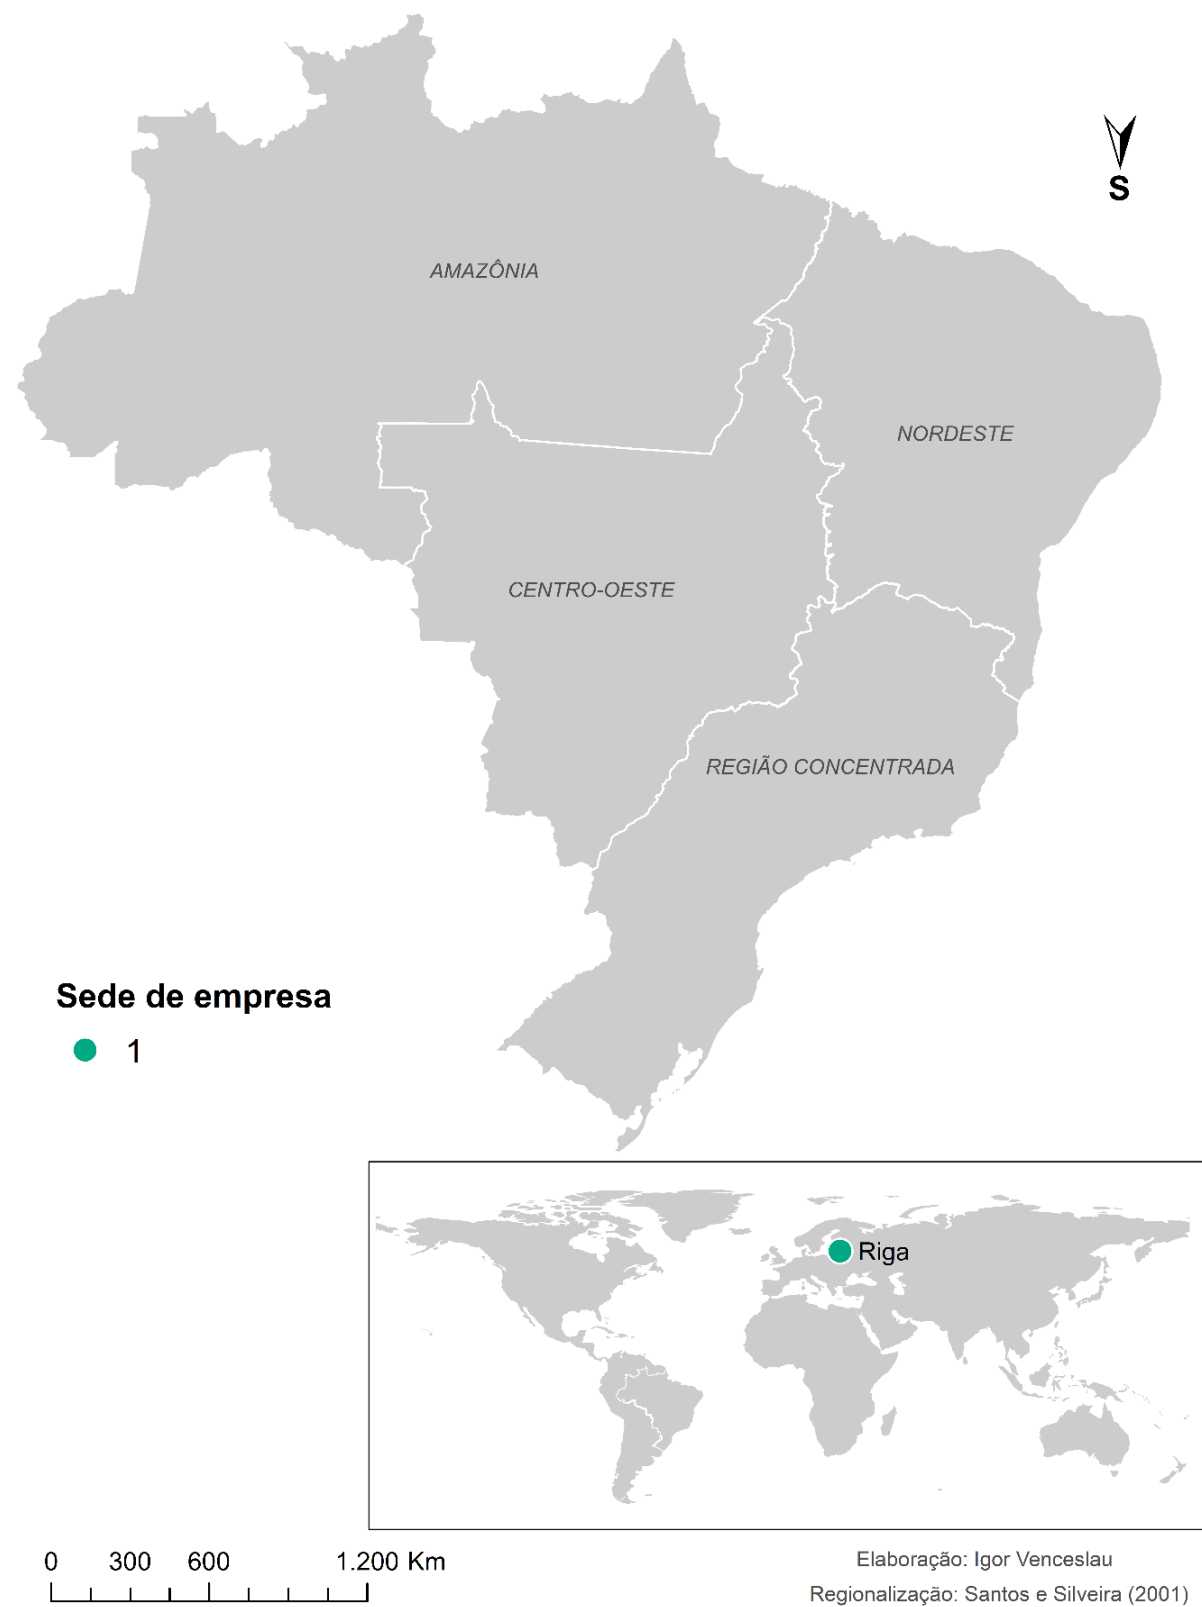 S
AMAZÔNIA
NORDESTE
CENTRO-OESTE
REGIÃO CONCENTRADA
Sede de empresa
1
Riga
0 300 600 1.200 Km
Elaboração: Igor Venceslau
Regionalização: Santos e Silveira (2001)